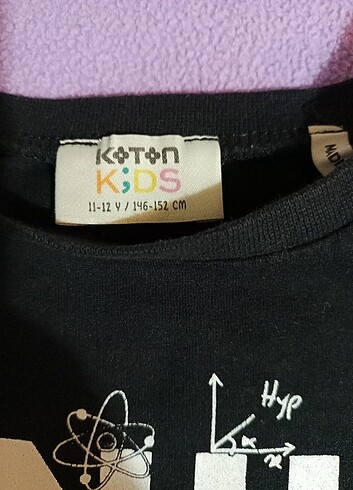 KOTON
KiDS
11-12 Y / 146-152 CM
Hyp
α
x